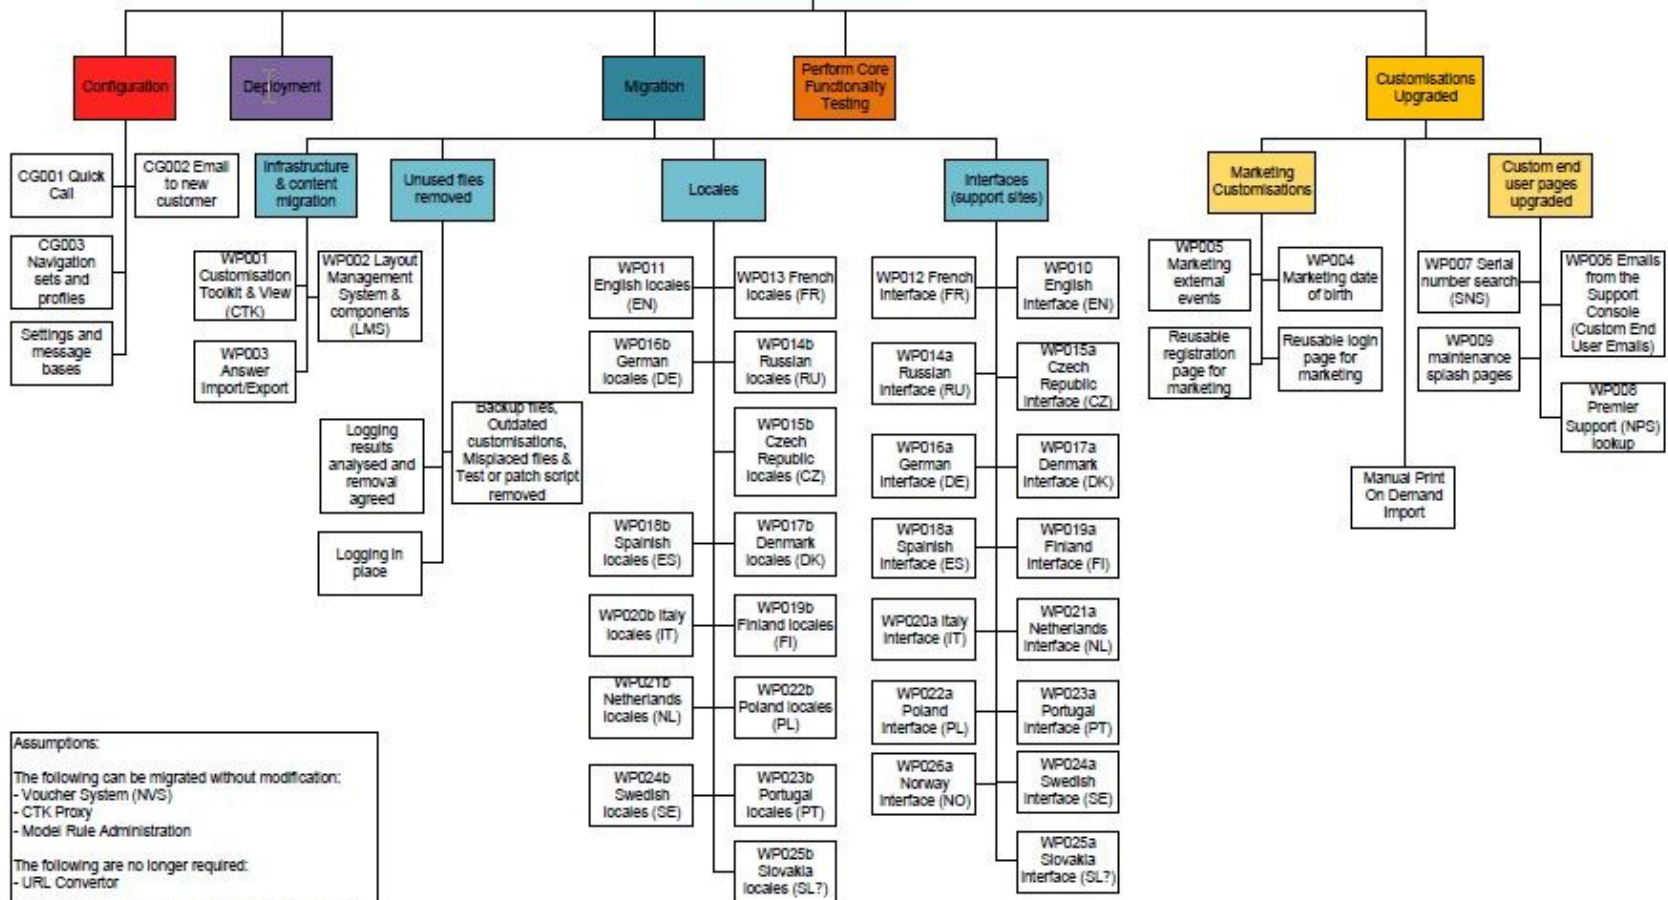 Configuration
Deployment
Migration
Perform Core
Functionality
Testing
Customisations
Upgraded
CG001 Quick
Call
CG002 Email
to new
customer
CG003
Navigation
sets and
profiles
Settings and
message
bases
Infrastructure
& content
migration
WP001
Customisation
Toolkit & View
(CTK)
WP002 Layout
Management
System &
components
(LMS)
WP003
Answer
Import/Export
Unused files
removed
Logging
results
analysed and
removal
agreed
Backup files,
Outdated
customisations,
Misplaced files &
Test or patch script
removed
Logging in
place
Locales
WP011
English locales
(EN)
WP013 French
locales (FR)
WP016b
German
locales (DE)
WP014b
Russian
locales (RU)
WP015b
Czech
Republic
locales (CZ)
WP018b
Spainish
locales (ES)
WP017b
Denmark
locales (DK)
WP020b Italy
locales (IT)
WP019b
Finland locales
(FI)
WP021b
Netherlands
locales (NL)
WP022b
Poland locales
(PL)
WP024b
Swedish
locales (SE)
WP023b
Portugal
locales (PT)
WP025b
Slovakia
locales (SL?)
Interfaces
(support sites)
WP012 French
Interface (FR)
WP010
English
Interface (EN)
WP014a
Russian
Interface (RU)
WP015a
Czech
Republic
Interface (CZ)
WP016a
German
Interface (DE)
WP017a
Denmark
Interface (DK)
WP018a
Spainish
Interface (ES)
WP019a
Finland
Interface (FI)
WP020a Italy
Interface (IT)
WP021a
Netherlands
Interface (NL)
WP022a
Poland
Interface (PL)
WP023a
Portugal
Interface (PT)
WP026a
Norway
Interface (NO)
WP024a
Swedish
Interface (SE)
WP025a
Slovakia
Interface (SL?)
Marketing
Customisations
WP005
Marketing
external
events
WP004
Marketing date
of birth
Reusable
registration
page for
marketing
Reusable login
page for
marketing
Manual Print
On Demand
Import
Custom end
user pages
upgraded
WP007 Serial
number search
(SNS)
WP006 Emails
from the
Support
Console
(Custom End
User Emails)
WP009
maintenance
splash pages
WP008
Premier
Support (NPS)
lookup
Assumptions:
The following can be migrated without modification:
- Voucher System (NVS)
- CTK Proxy
- Model Rule Administration
The following are no longer required:
- URL Convertor